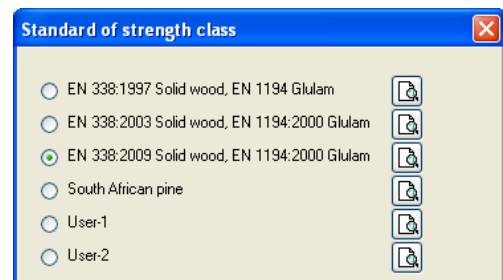 Standard of strength class
EN 338:1997 Solid wood, EN 1194 Glulam
EN 338:2003 Solid wood, EN 1194:2000 Glulam
EN 338:2009 Solid wood, EN 1194:2000 Glulam
South African pine
User-1
User-2